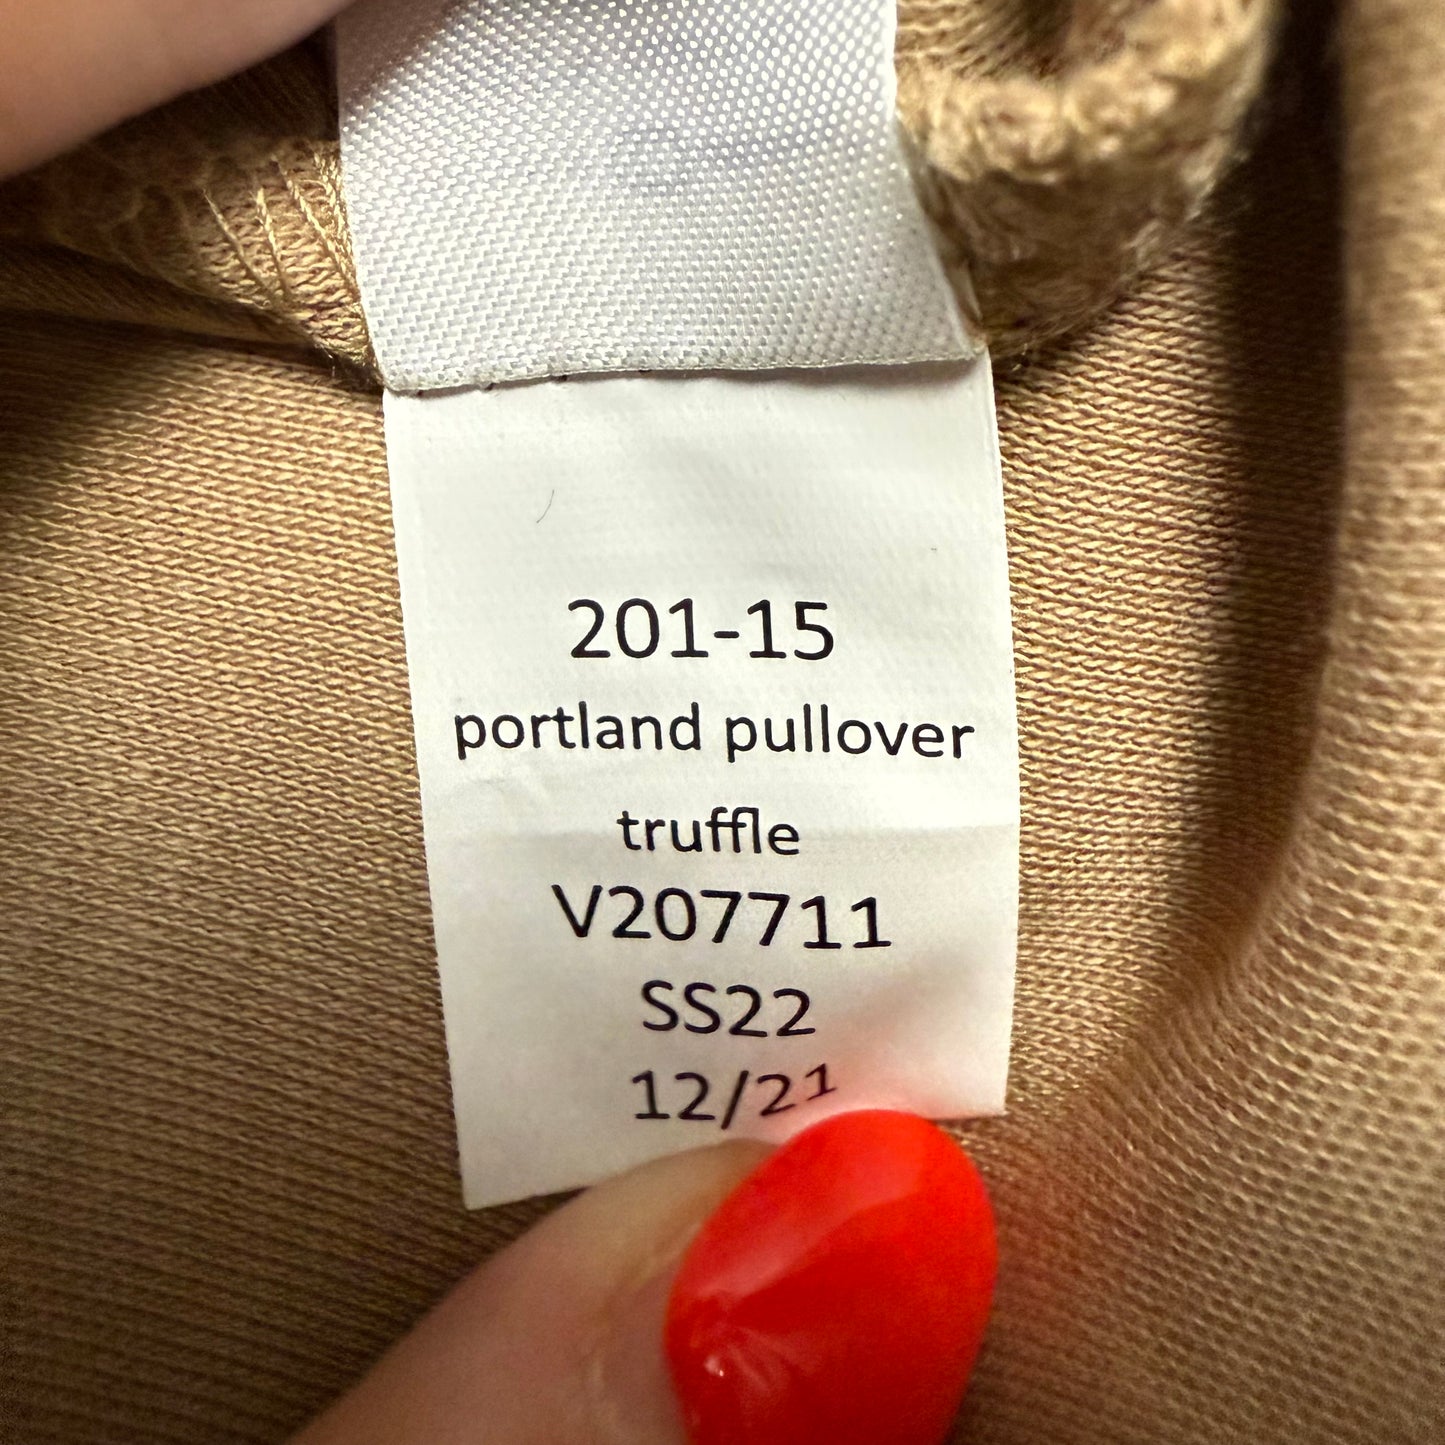 201-15
portland pullover
truffle
V207711
SS22
12/21